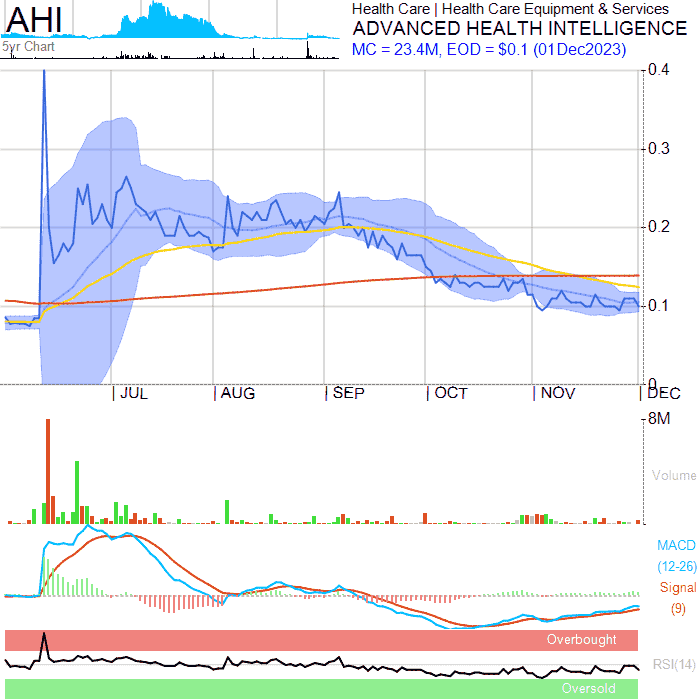 AHI
Health Care | Health Care Equipment & Services
ADVANCED HEALTH INTELLIGENCE
MC = 23.4M, EOD = $0.1 (01Dec2023)
5yr Chart
0.4
0.3
0.2
0.1
0
JUL
AUG
SEP
OCT
NOV
DEC
8M
Volume
MACD
(12-26)
Signal
(9)
Overbought
RSI(14)
Oversold